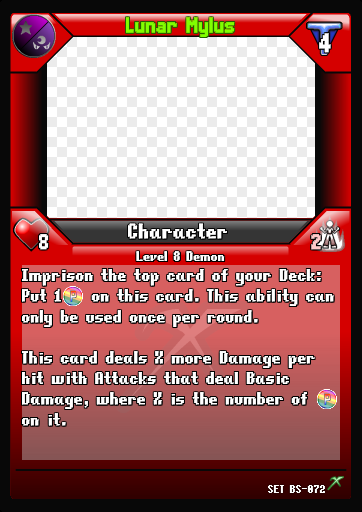 Lunar Mylus
4
Character
8
2
Level 8 Demon
Imprison the top card of your Deck:
Put 1 on this card. This ability can
only be used once per round.
This card deals X more Damage per
hit with Attacks that deal Basic
Damage, where X is the number of
on it.
SET BS-072